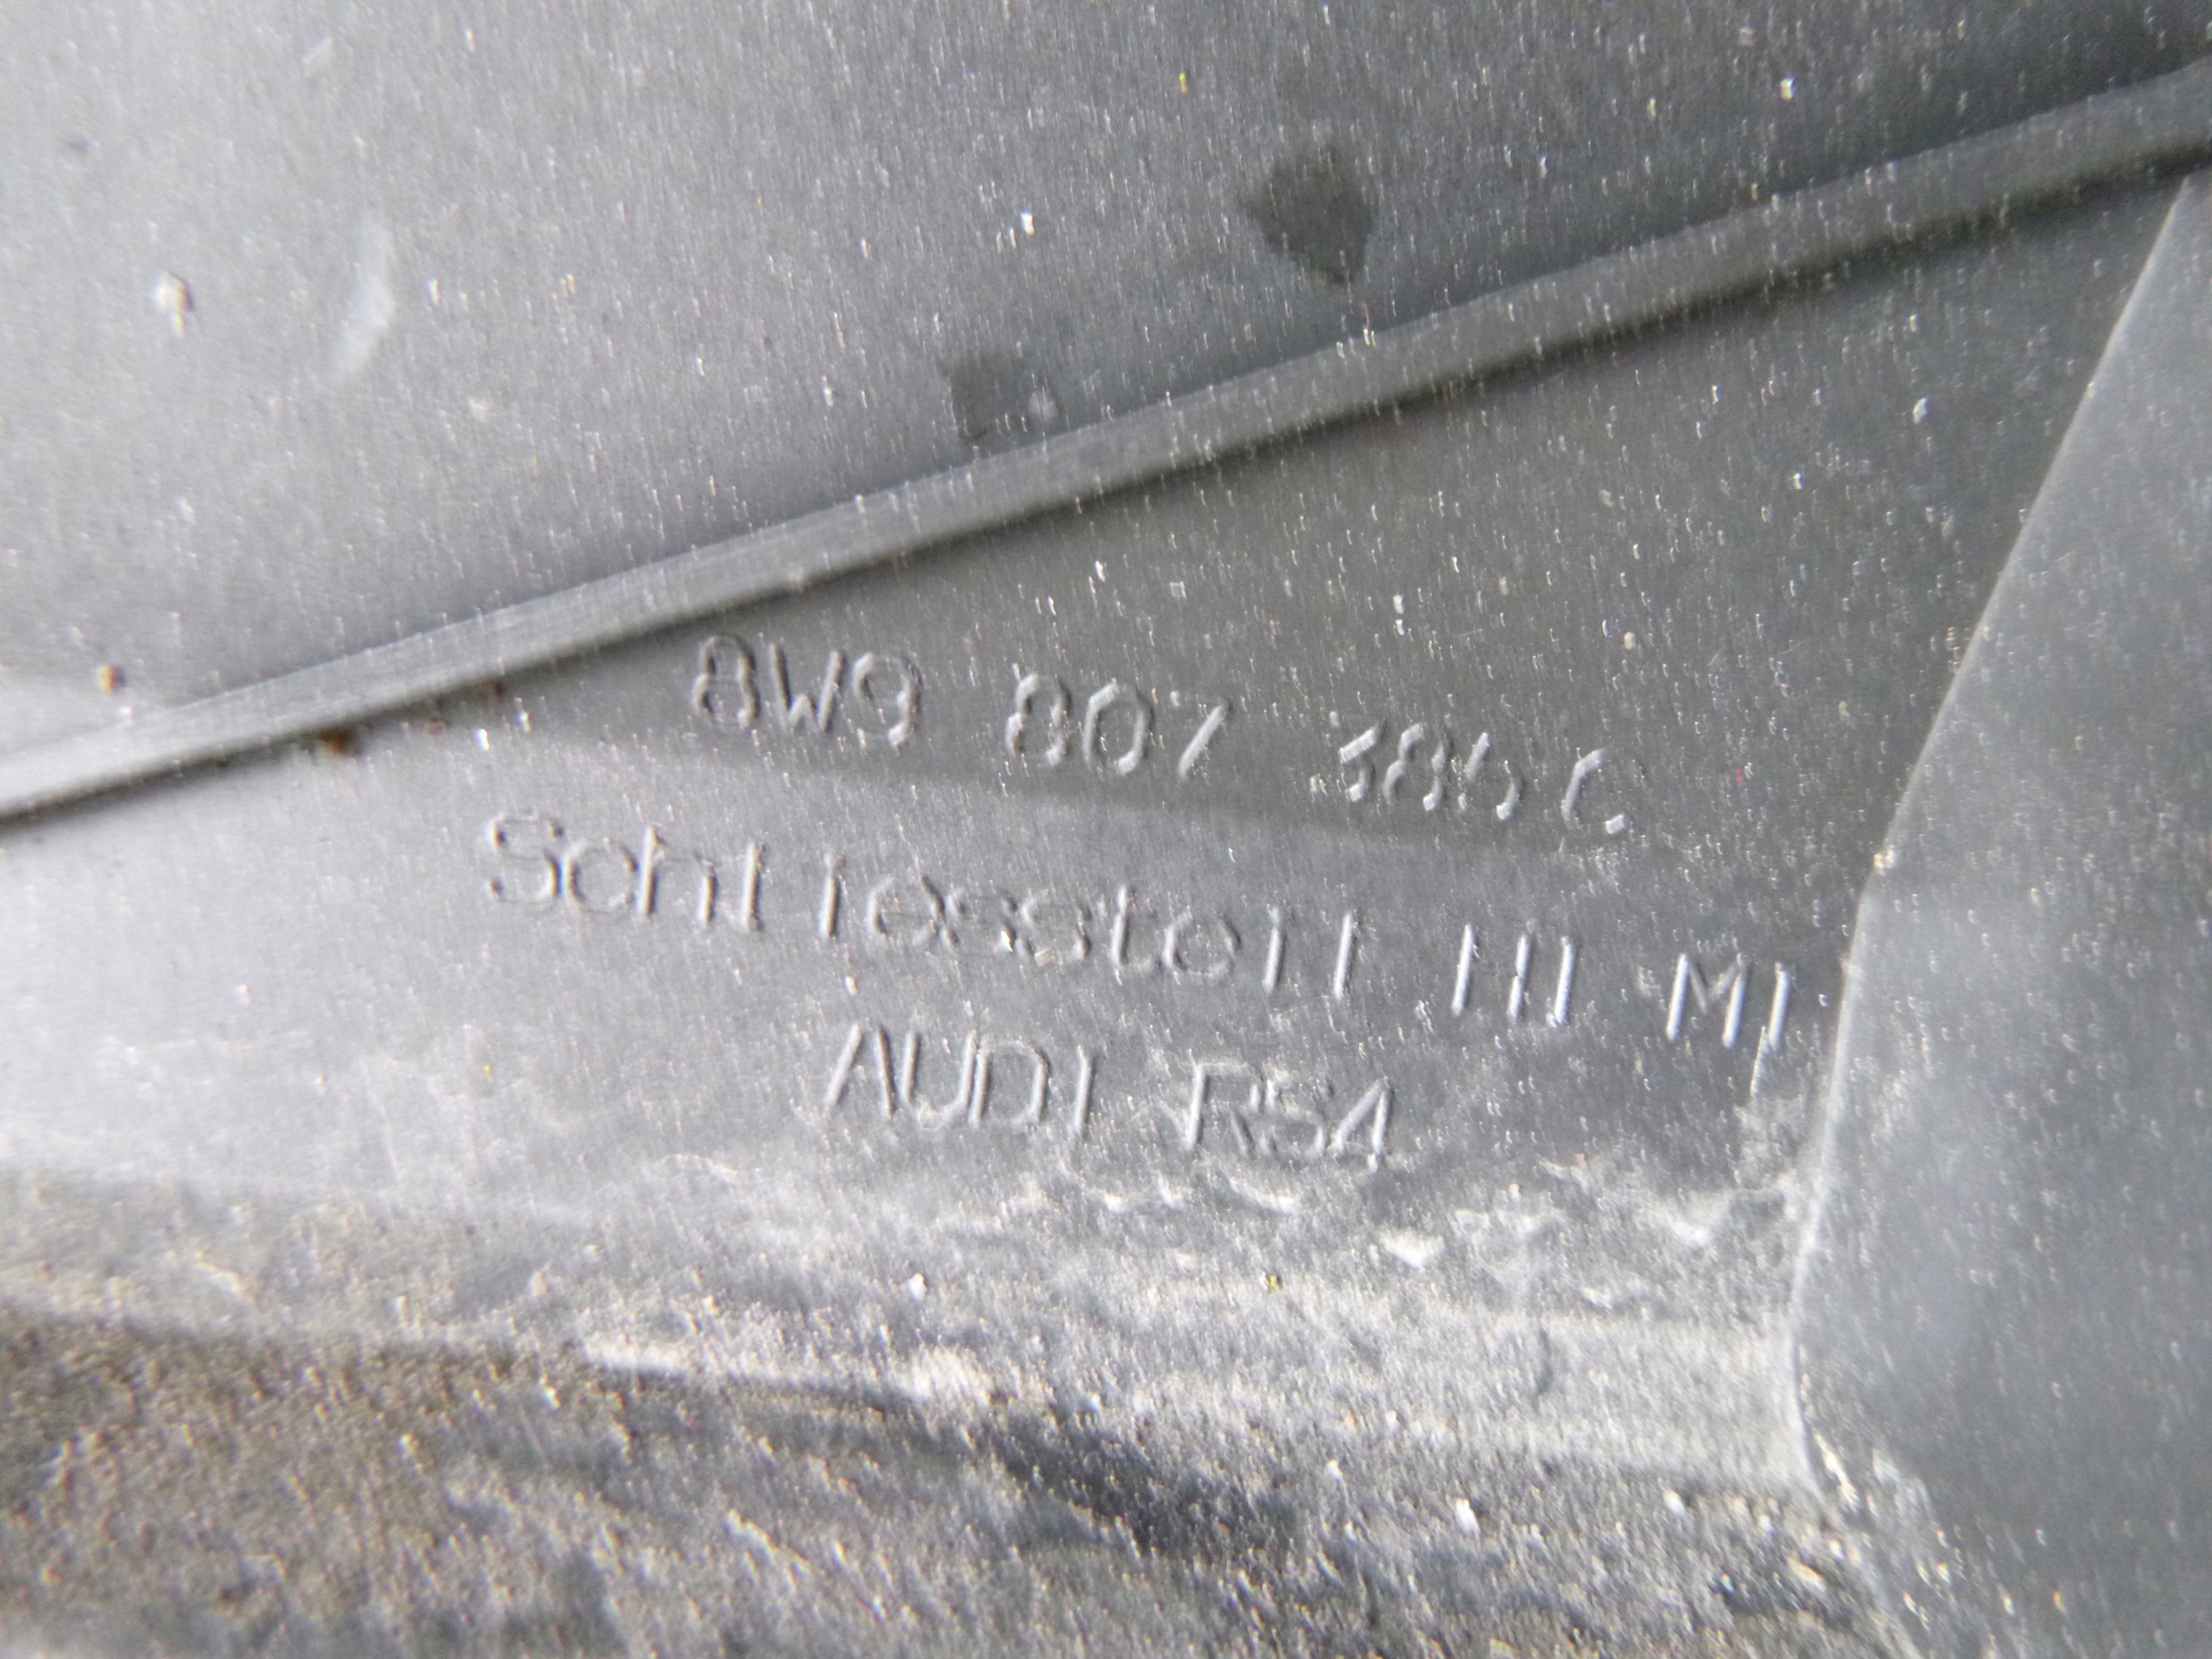 8W9 807 385 C
Schliessteil HI MI
AUDI RS4